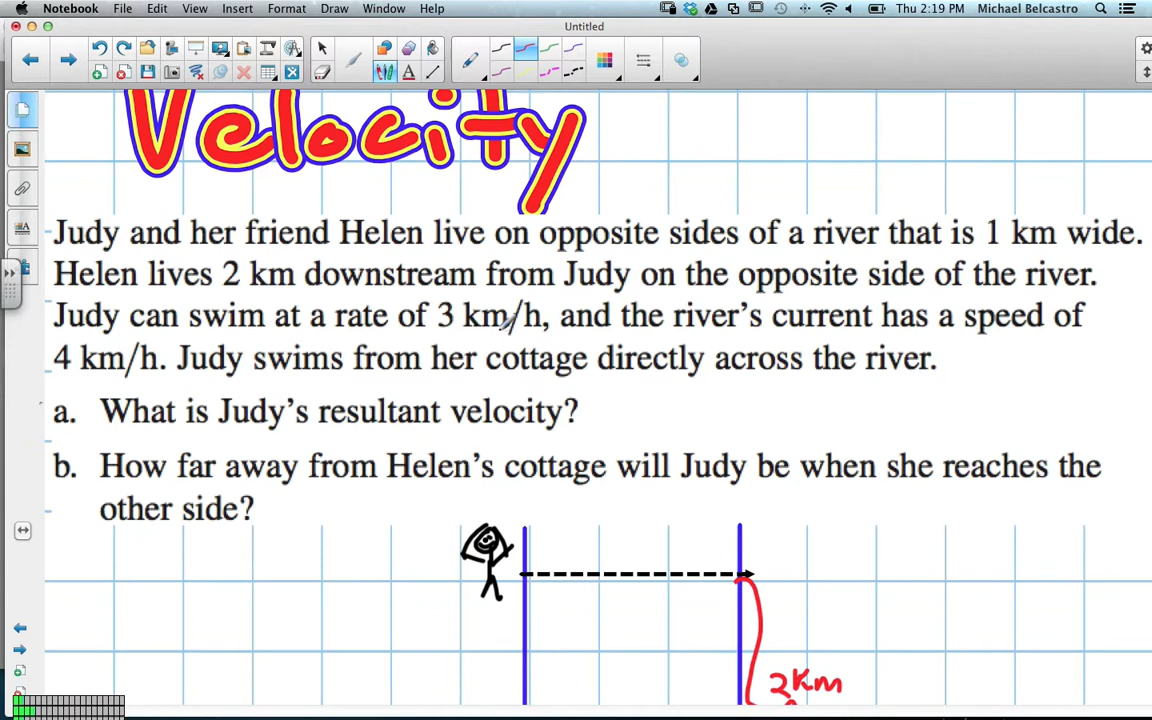 Notebook File Edit View Insert Format Draw Window Help Thu 2:19 PM Michael Belcastro
Untitled
Velocity
Judy and her friend Helen live on opposite sides of a river that is 1 km wide.
Helen lives 2 km downstream from Judy on the opposite side of the river.
Judy can swim at a rate of 3 km/h, and the river's current has a speed of
4 km/h. Judy swims from her cottage directly across the river.
a. What is Judy's resultant velocity?
b. How far away from Helen's cottage will Judy be when she reaches the
other side?
2km